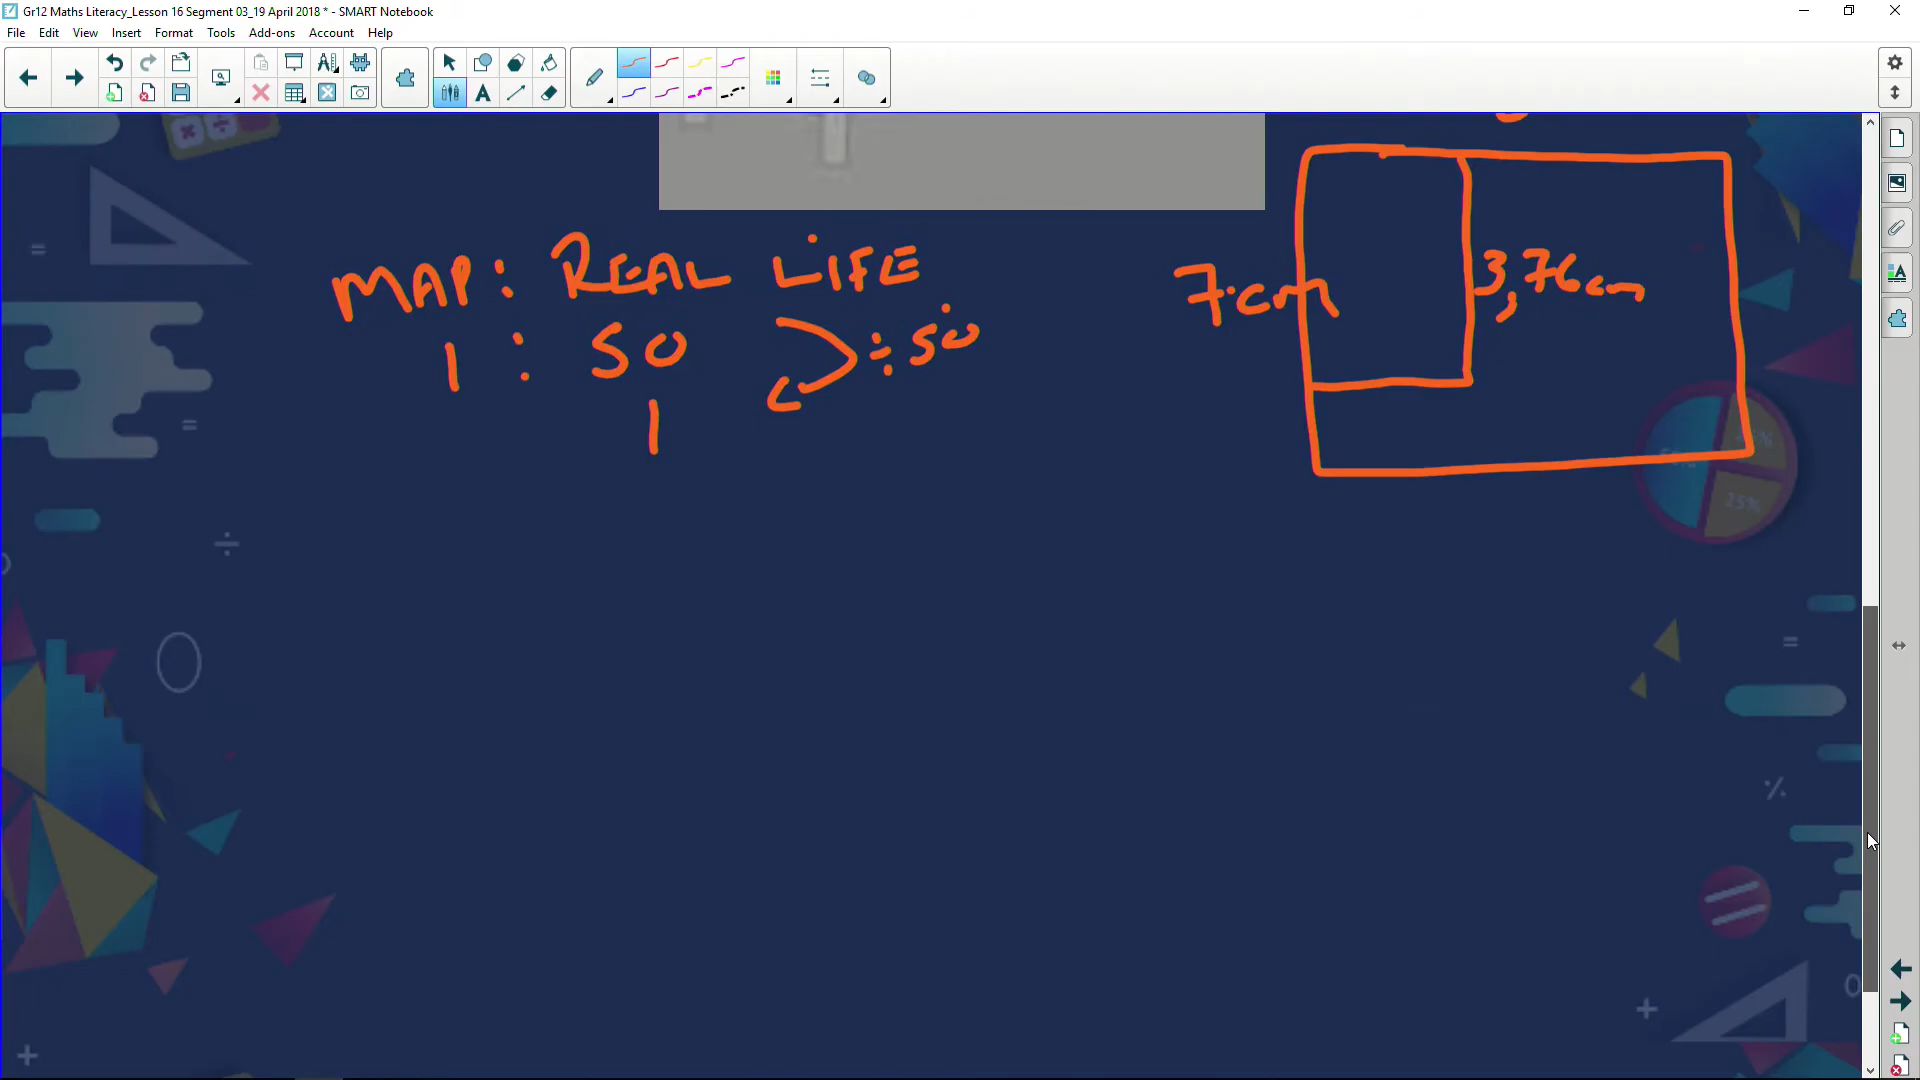 Gr12 Maths Literacy_Lesson 16 Segment 03_19 April 2018 * - SMART Notebook
File Edit View Insert Format Tools Add-ons Account Help
MAP: REAL LIFE
1 : 50 ÷ 50
1
7cm
3,76cm
25%